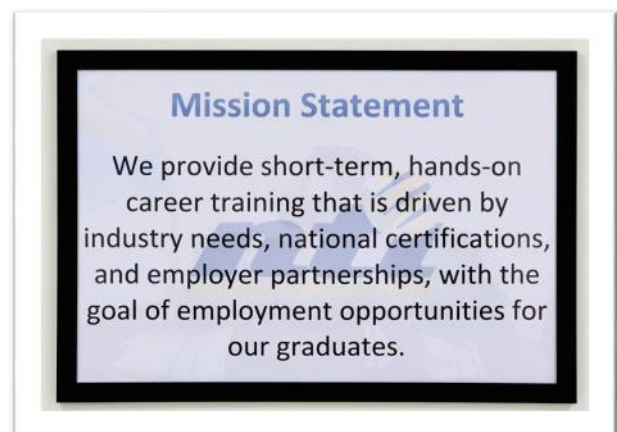 Mission Statement
We provide short-term, hands-on
career training that is driven by
industry needs, national certifications,
and employer partnerships, with the
goal of employment opportunities for
our graduates.
nti